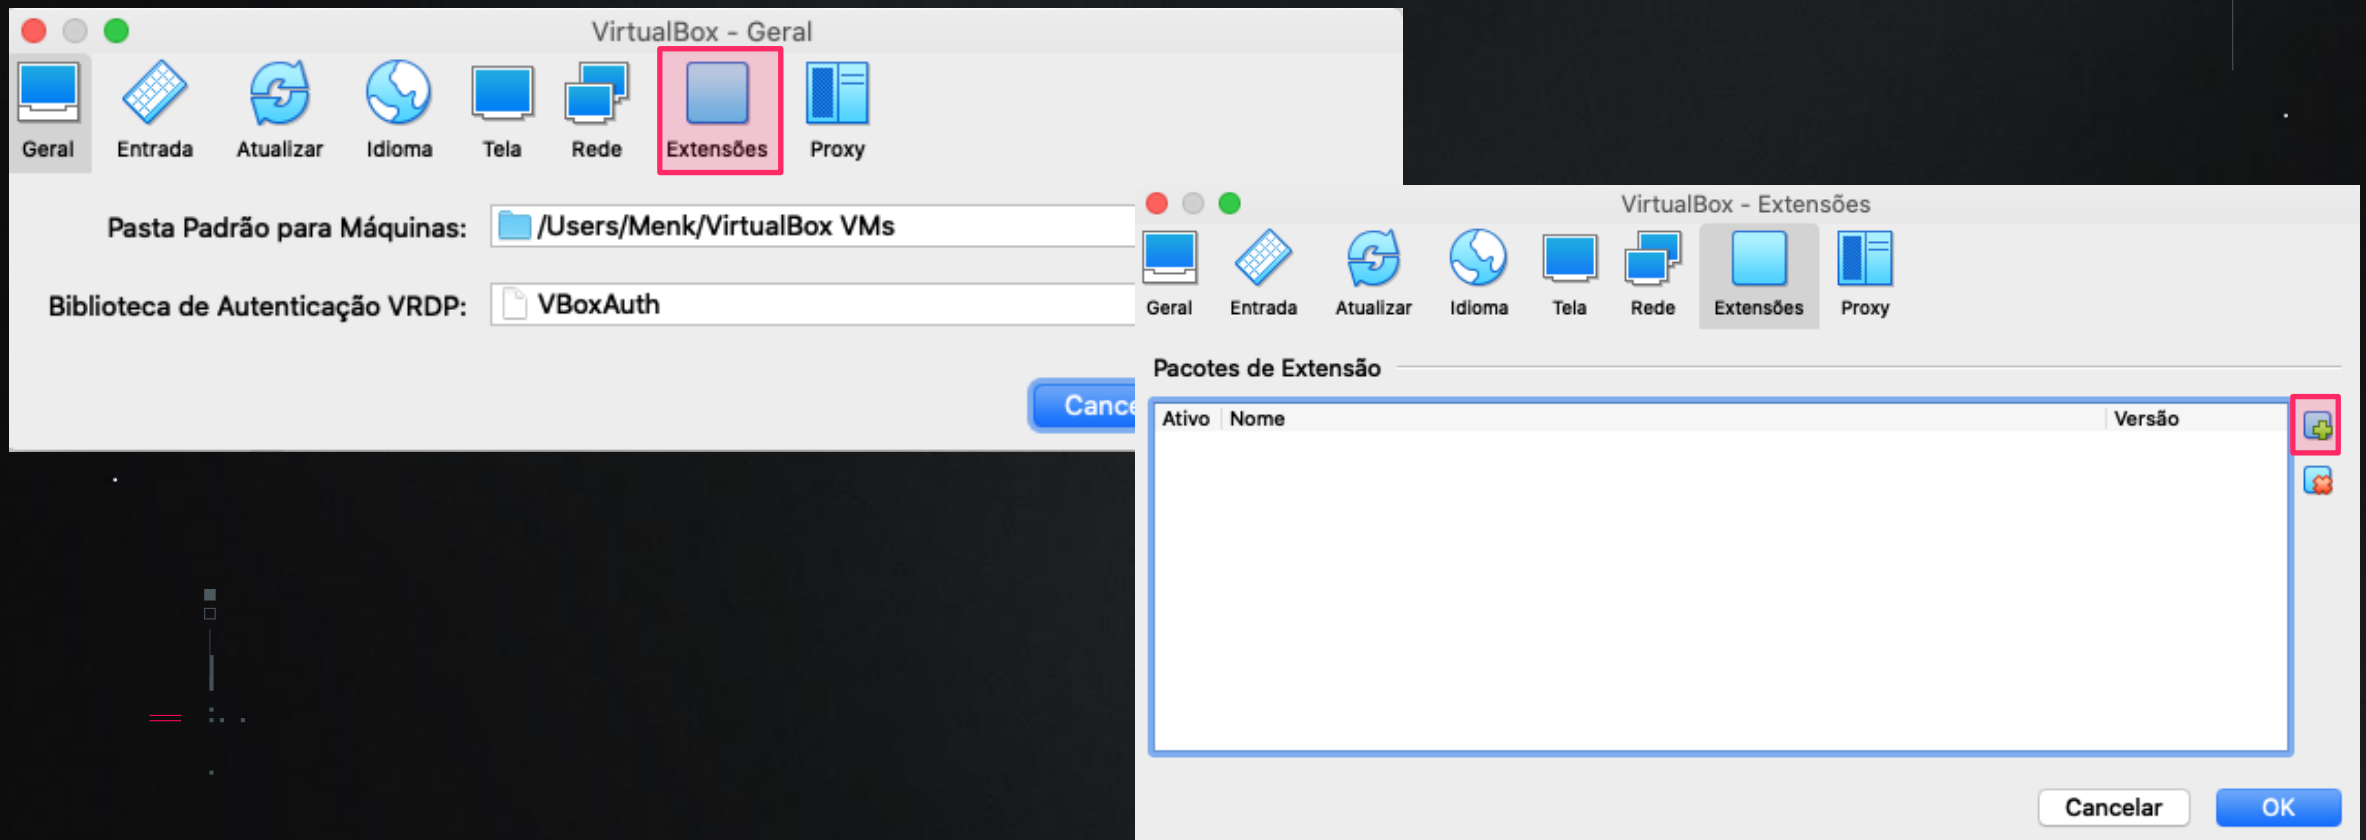 VirtualBox - Geral
Geral Entrada Atualizar Idioma Tela Rede Extensões Proxy
Pasta Padrão para Máquinas: /Users/Menk/VirtualBox VMs
Biblioteca de Autenticação VRDP: VBoxAuth
Cance
VirtualBox - Extensões
Geral Entrada Atualizar Idioma Tela Rede Extensões Proxy
Pacotes de Extensão
Ativo Nome Versão
Cancelar OK